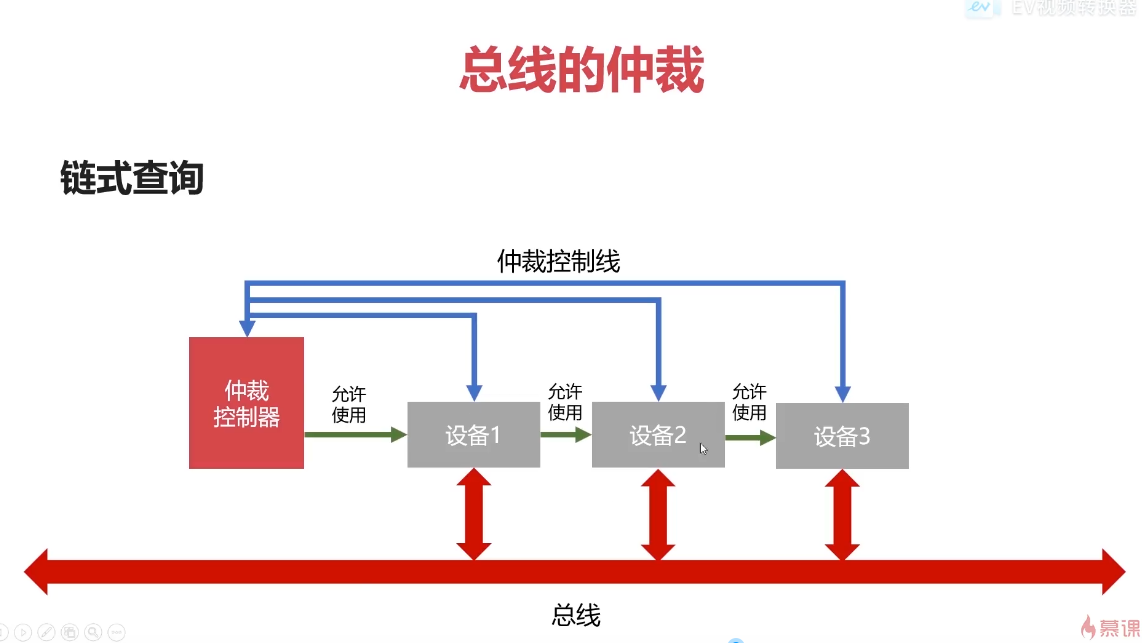 EV视频转换器
总线的仲裁
链式查询
仲裁控制线
仲裁
控制器
允许
使用
设备1
允许
使用
设备2
允许
使用
设备3
总线
慕课